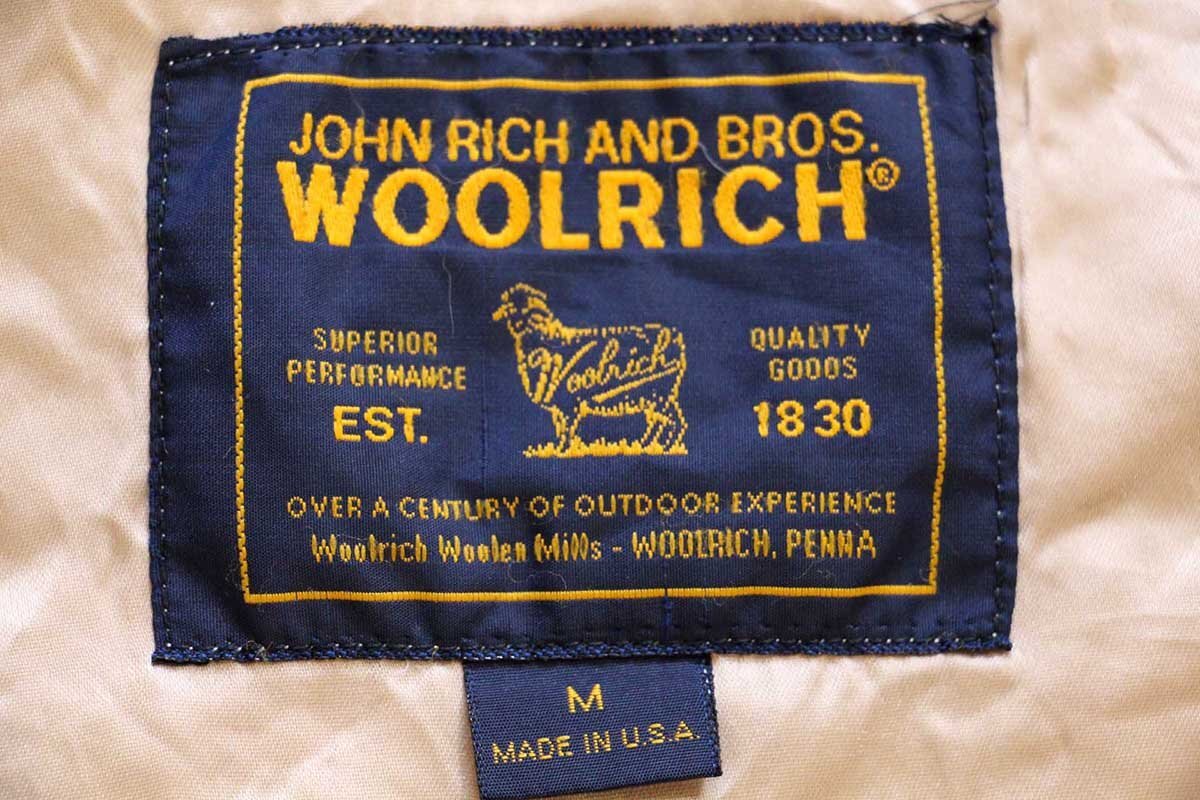 JOHN RICH AND BROS.
WOOLRICH®
SUPERIOR
PERFORMANCE
EST.
Woolrich
QUALITY
GOODS
1830
OVER A CENTURY OF OUTDOOR EXPERIENCE
Woolrich Woolen Mills - WOOLRICH, PENNA
M
MADE IN U.S.A.